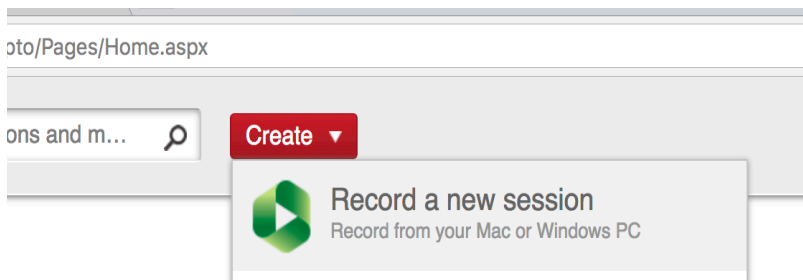 oto/Pages/Home.aspx
ons and m...
Create
Record a new session
Record from your Mac or Windows PC